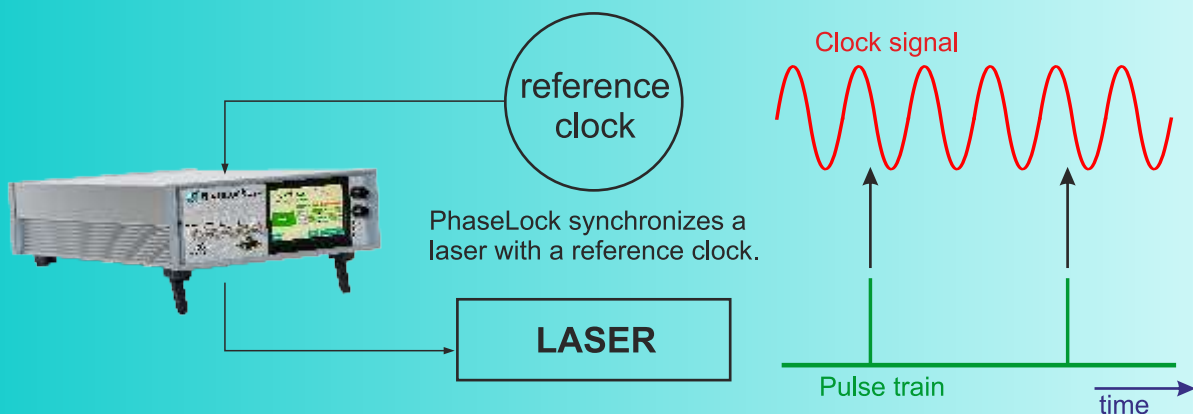 reference
clock
PhaseLock synchronizes a
laser with a reference clock.
LASER
Clock signal
Pulse train
time